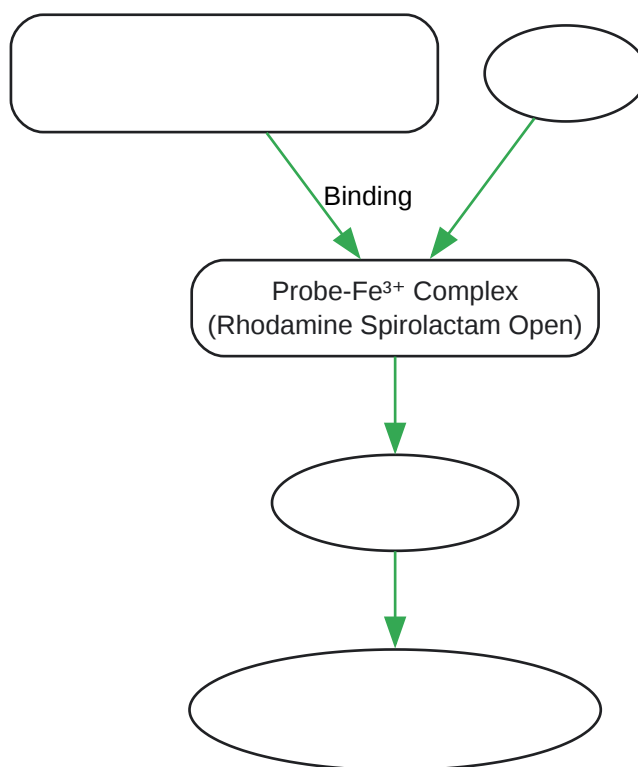 Binding
Probe-Fe³⁺ Complex
(Rhodamine Spirolactam Open)